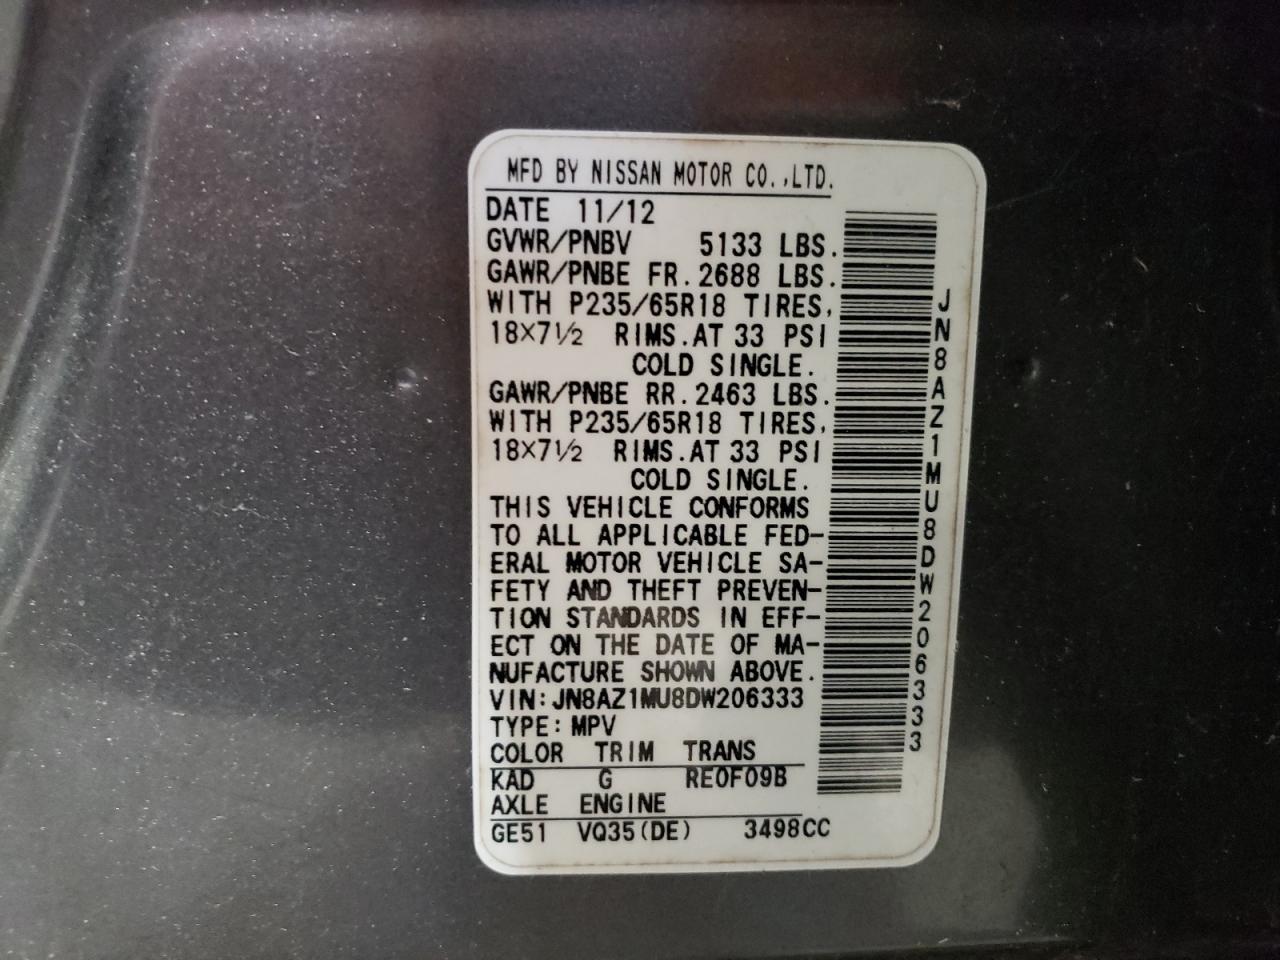 MFD BY NISSAN MOTOR CO.,LTD.
DATE 11/12
GVWR/PNBV 5133 LBS.
GAWR/PNBE FR.2688 LBS.
WITH P235/65R18 TIRES,
18×7½ RIMS.AT 33 PSI
COLD SINGLE.
GAWR/PNBE RR.2463 LBS.
WITH P235/65R18 TIRES,
18×7½ RIMS.AT 33 PSI
COLD SINGLE.
THIS VEHICLE CONFORMS
TO ALL APPLICABLE FED-
ERAL MOTOR VEHICLE SA-
FETY AND THEFT PREVEN-
TION STANDARDS IN EFF-
ECT ON THE DATE OF MA-
NUFACTURE SHOWN ABOVE.
VIN:JN8AZ1MU8DW206333
TYPE:MPV
COLOR TRIM TRANS
KAD G RE0F09B
AXLE ENGINE
GE51 VQ35(DE) 3498CC
JN8AZ1MU8DW206333